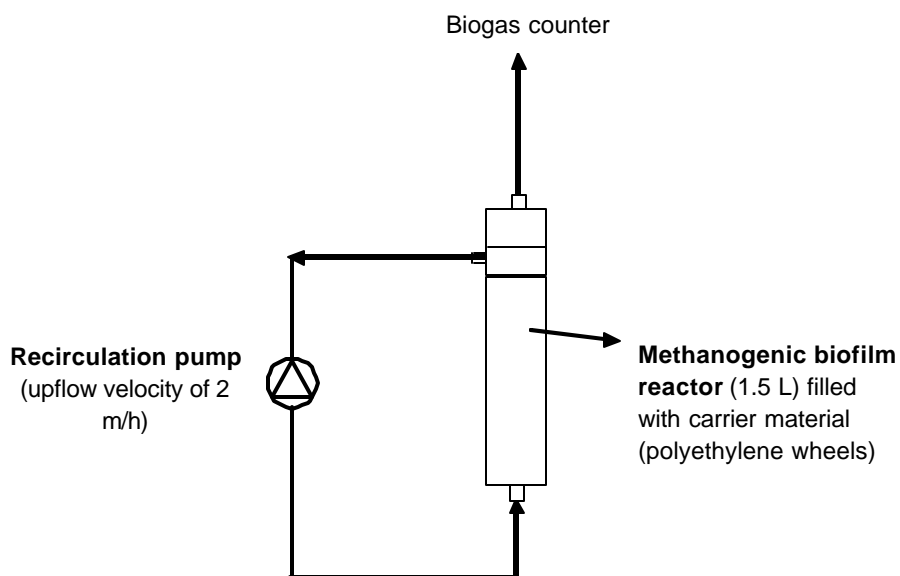 Biogas counter
Recirculation pump
(upflow velocity of 2
m/h)
Methanogenic biofilm
reactor (1.5 L) filled
with carrier material
(polyethylene wheels)